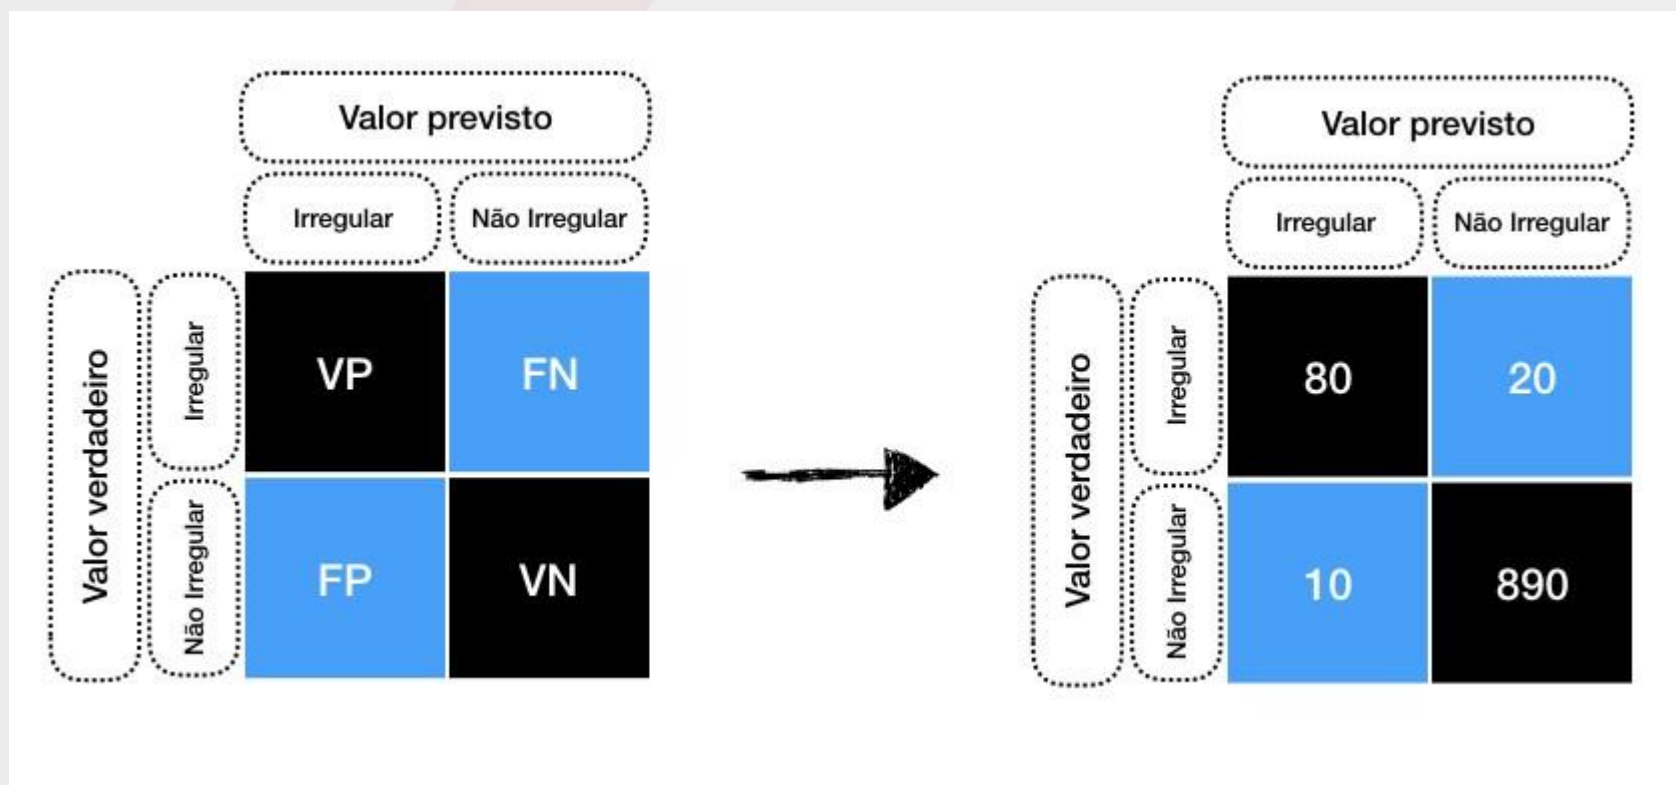 Valor previsto
Irregular
Não Irregular
Valor verdadeiro
Irregular
Não Irregular
VP
FN
FP
VN
Valor previsto
Irregular
Não Irregular
Valor verdadeiro
Irregular
Não Irregular
80
20
10
890